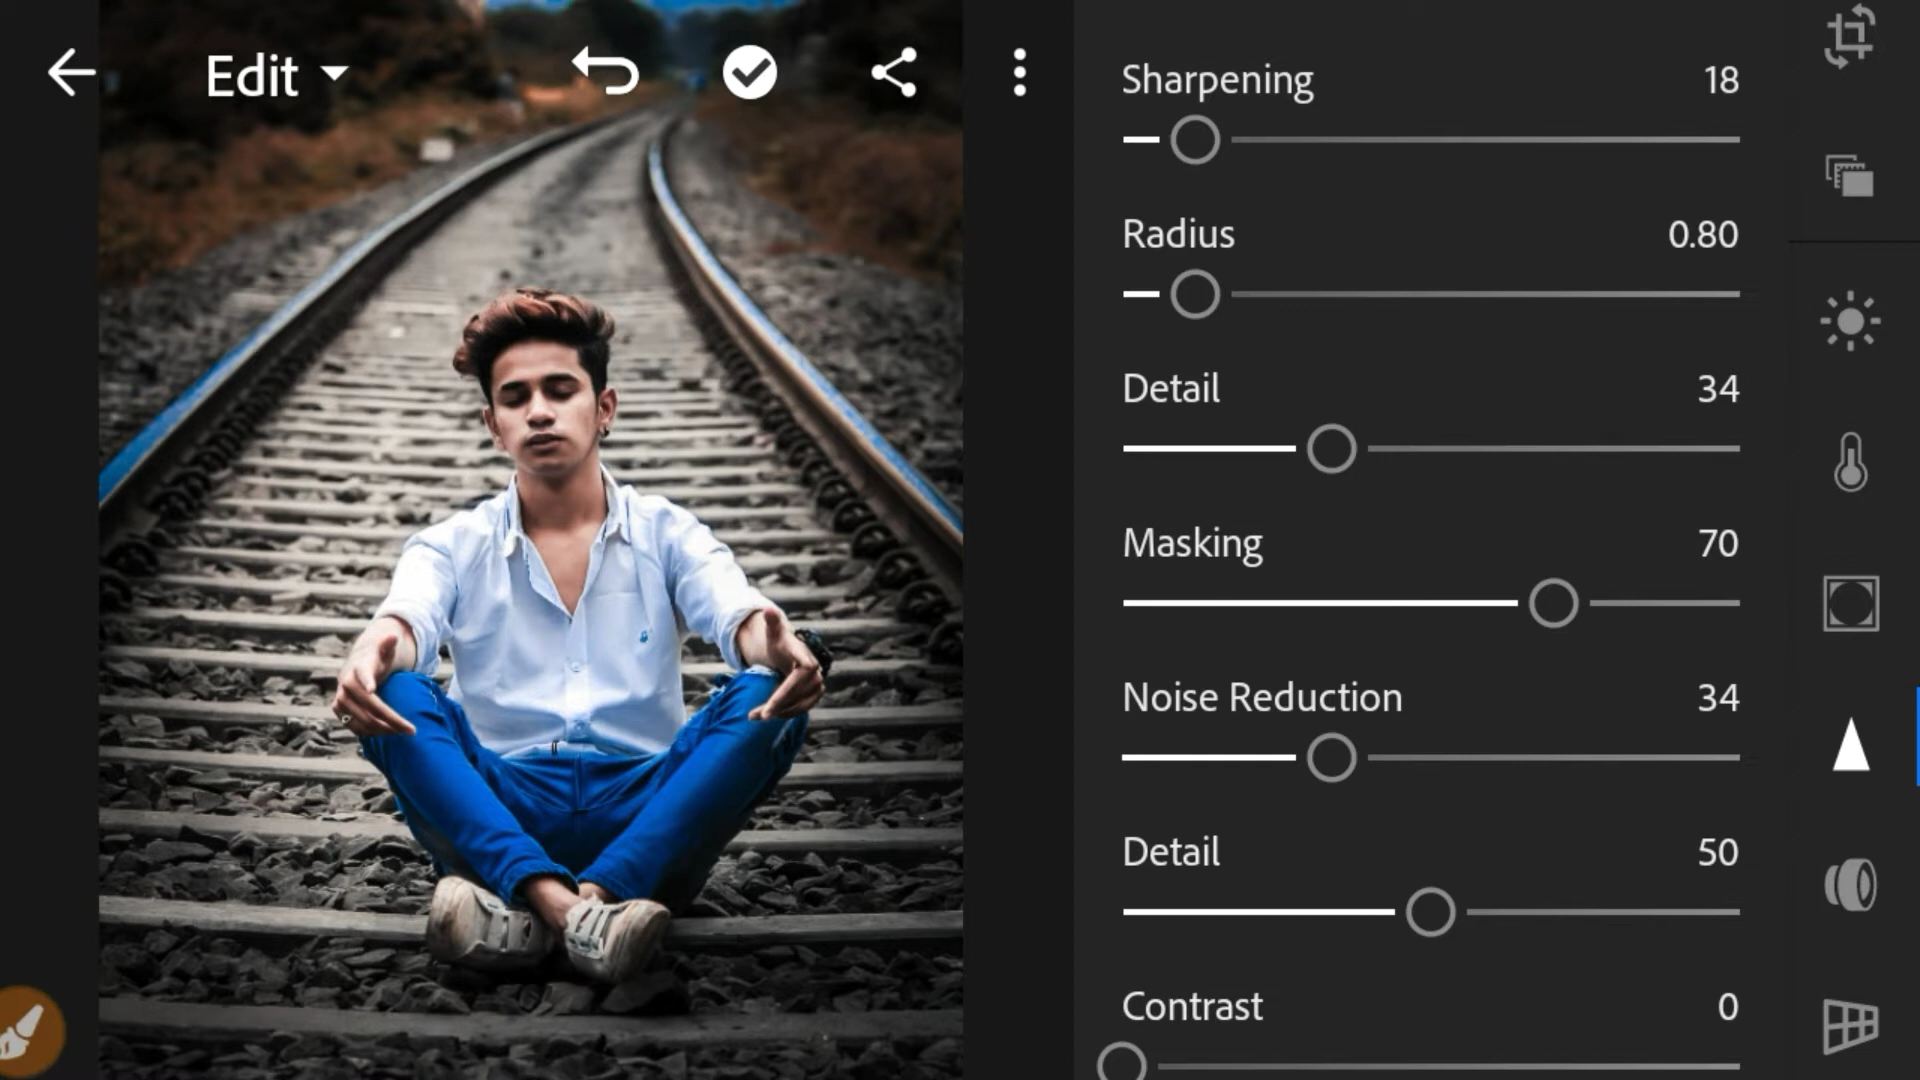 Edit
Sharpening 18
Radius 0.80
Detail 34
Masking 70
Noise Reduction 34
Detail 50
Contrast 0